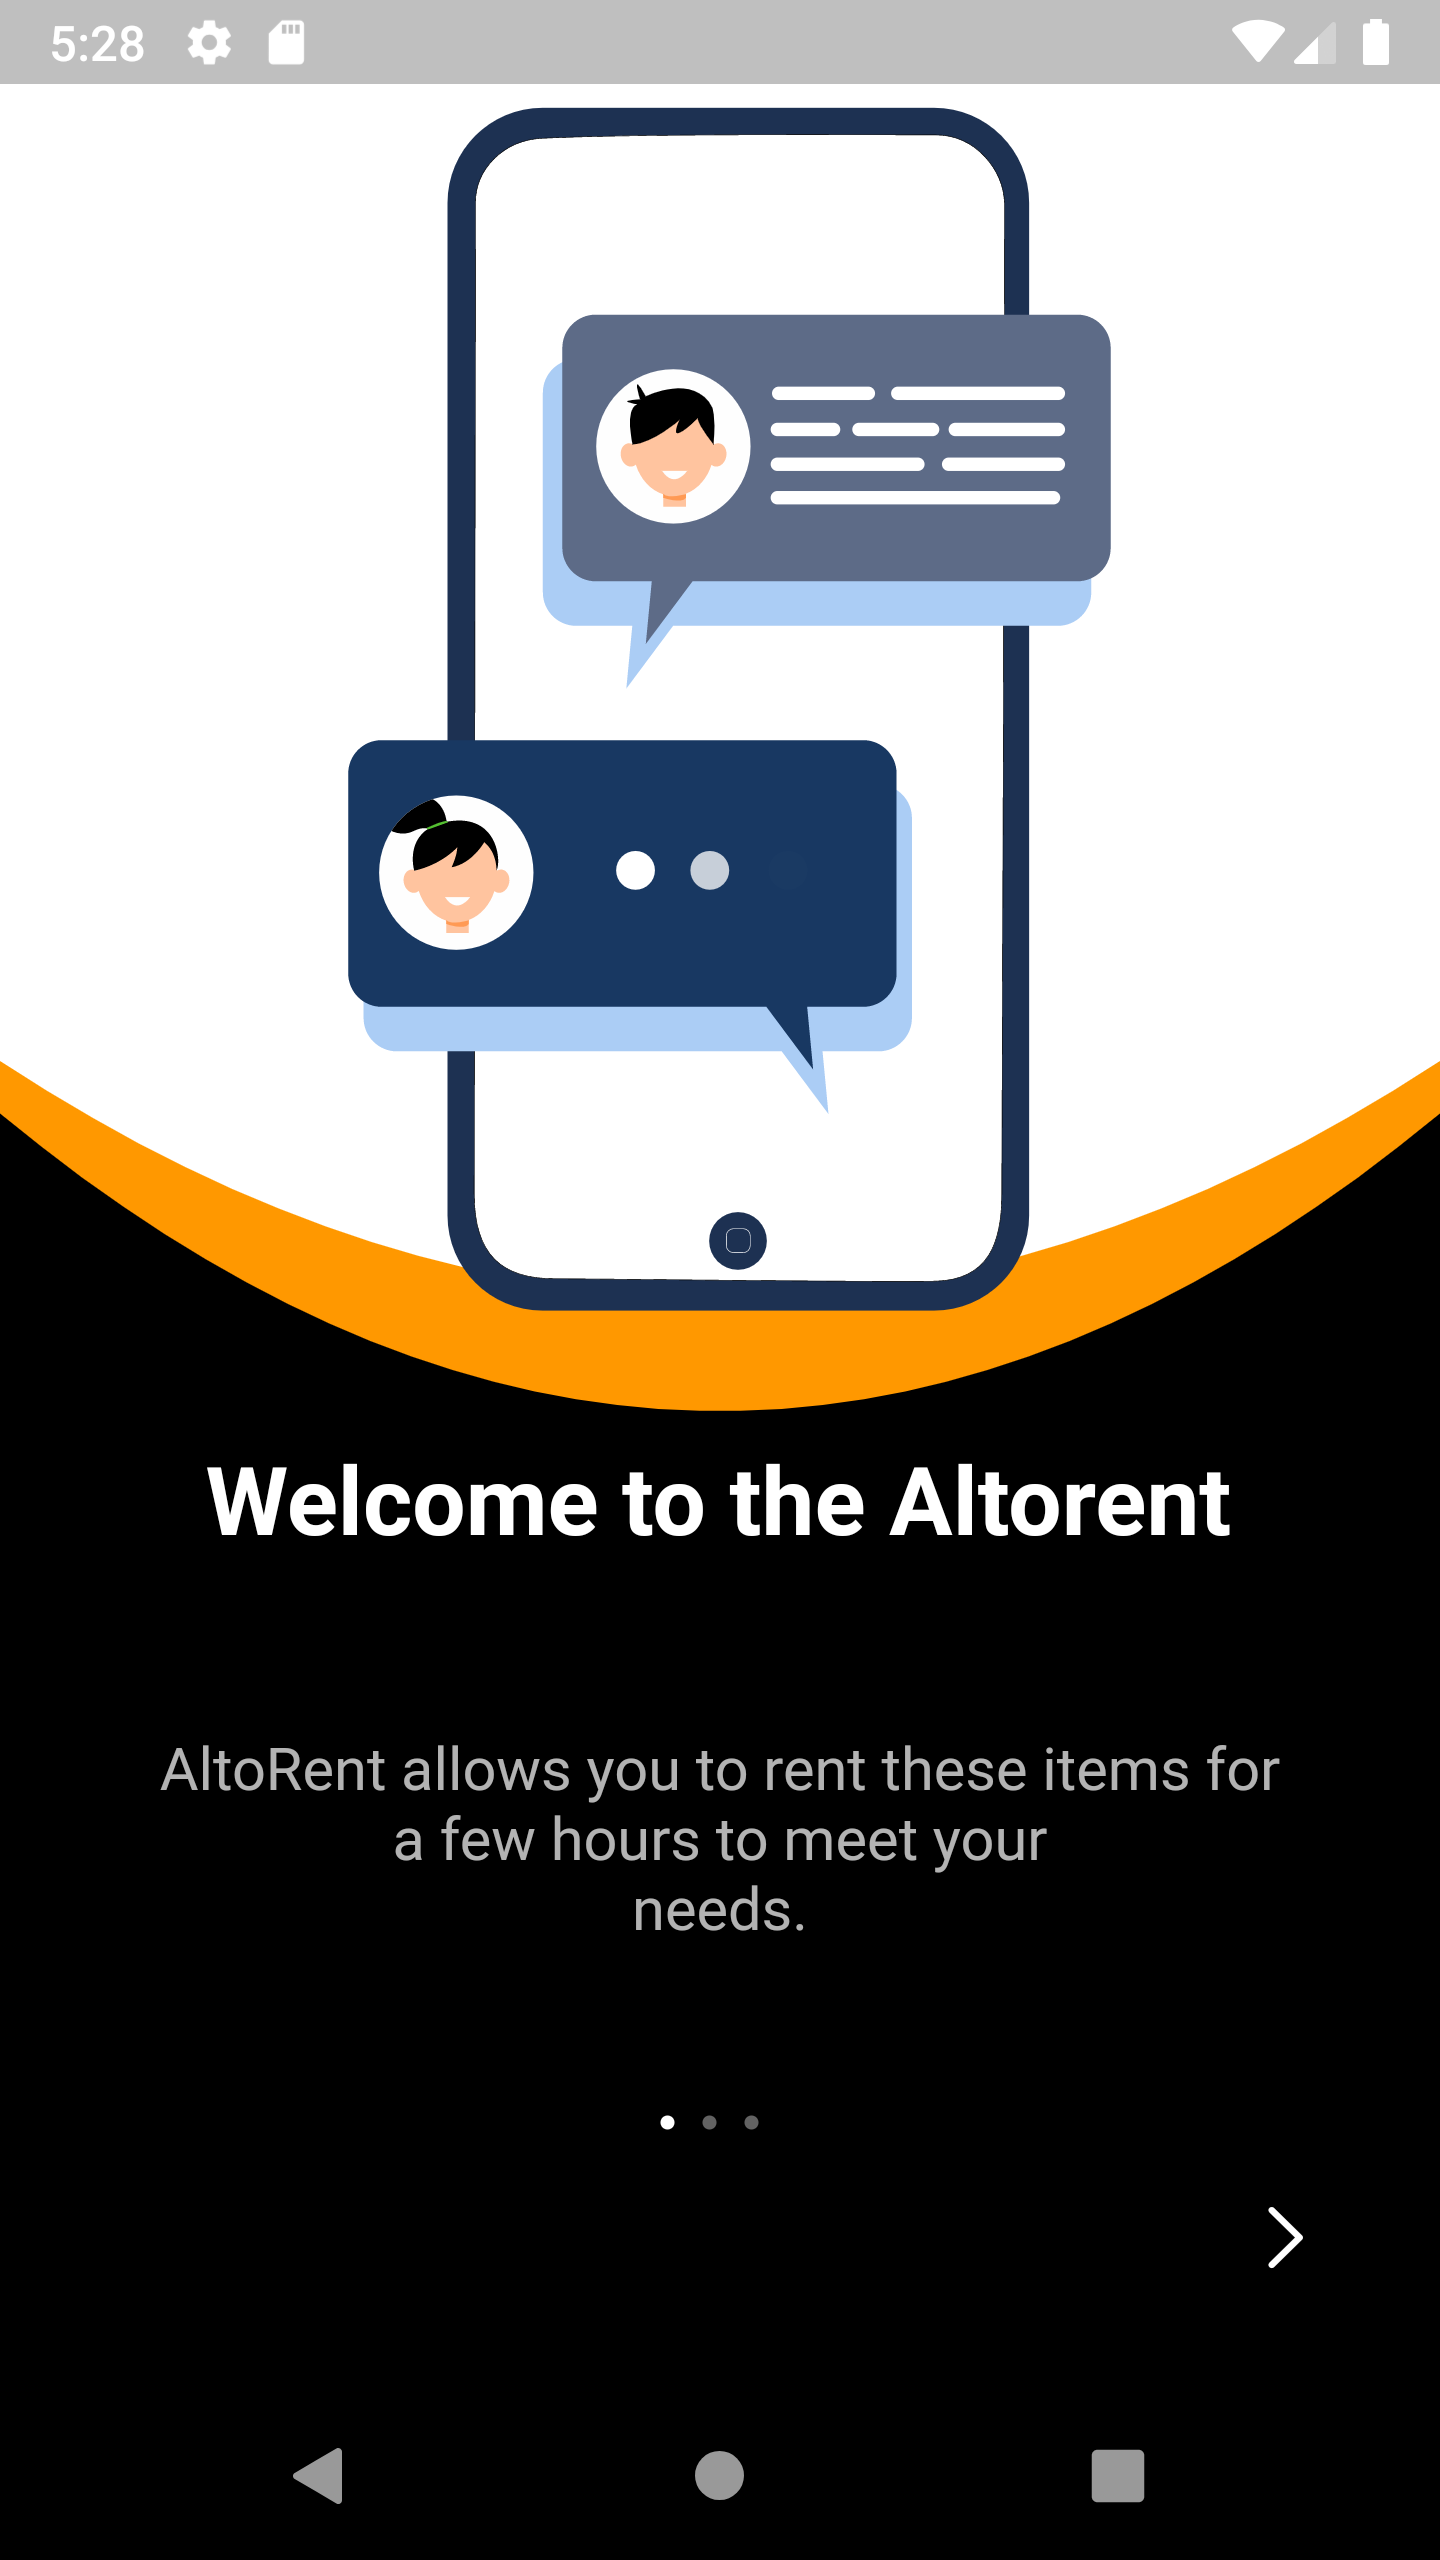 5:28
Welcome to the Altorent
AltoRent allows you to rent these items for
a few hours to meet your
needs.